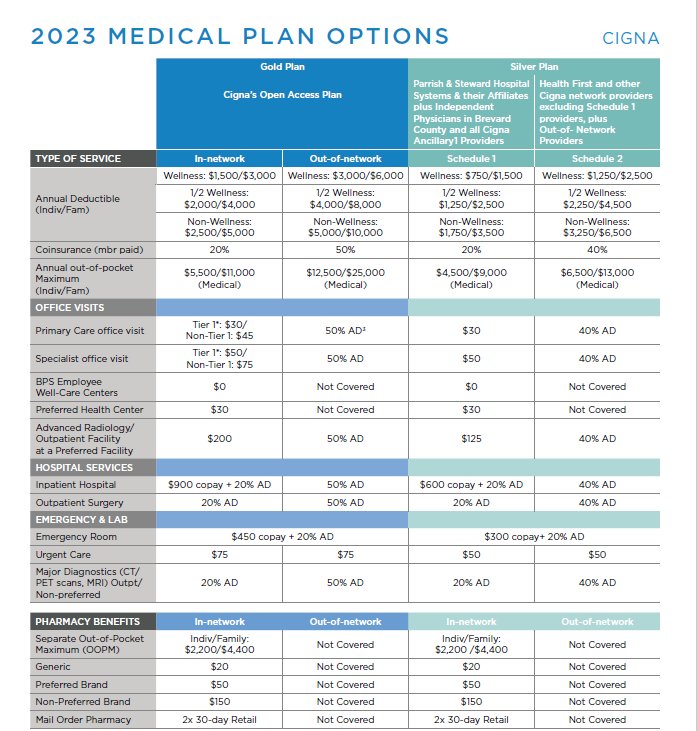 2023 MEDICAL PLAN OPTIONS
CIGNA
Gold Plan
Silver Plan
Cigna's Open Access Plan
Parrish & Steward Hospital
Systems & their Affiliates
plus Independent
Physicians in Brevard
County and all Cigna
Ancillary1 Providers
Health First and other
Cigna network providers
excluding Schedule 1
providers, plus
Out-of- Network
Providers
TYPE OF SERVICE
In-network
Out-of-network
Schedule 1
Schedule 2
Annual Deductible
(Indiv/Fam)
Wellness: $1,500/$3,000
Wellness: $3,000/$6,000
Wellness: $750/$1,500
Wellness: $1,250/$2,500
1/2 Wellness:
$2,000/$4,000
1/2 Wellness:
$4,000/$8,000
1/2 Wellness:
$1,250/$2,500
1/2 Wellness:
$2,250/$4,500
Non-Wellness:
$2,500/$5,000
Non-Wellness:
$5,000/$10,000
Non-Wellness:
$1,750/$3,500
Non-Wellness:
$3,250/$6,500
Coinsurance (mbr paid)
20%
50%
20%
40%
Annual out-of-pocket
Maximum
(Indiv/Fam)
$5,500/$11,000
(Medical)
$12,500/$25,000
(Medical)
$4,500/$9,000
(Medical)
$6,500/$13,000
(Medical)
OFFICE VISITS
Primary Care office visit
Tier 1*: $30/
Non-Tier 1: $45
50% AD³
$30
40% AD
Specialist office visit
Tier 1*: $50/
Non-Tier 1: $75
50% AD
$50
40% AD
BPS Employee
Well-Care Centers
$0
Not Covered
$0
Not Covered
Preferred Health Center
$30
Not Covered
$30
Not Covered
Advanced Radiology/
Outpatient Facility
at a Preferred Facility
$200
50% AD
$125
40% AD
HOSPITAL SERVICES
Inpatient Hospital
$900 copay + 20% AD
50% AD
$600 copay + 20% AD
40% AD
Outpatient Surgery
20% AD
50% AD
20% AD
40% AD
EMERGENCY & LAB
Emergency Room
$450 copay + 20% AD
$300 copay+ 20% AD
Urgent Care
$75
$75
$50
$50
Major Diagnostics (CT/
PET scans, MRI) Outpt/
Non-preferred
20% AD
50% AD
20% AD
40% AD
PHARMACY BENEFITS
In-network
Out-of-network
In-network
Out-of-network
Separate Out-of-Pocket
Maximum (OOPM)
Indiv/Family:
$2,200/$4,400
Not Covered
Indiv/Family:
$2,200 /$4,400
Not Covered
Generic
$20
Not Covered
$20
Not Covered
Preferred Brand
$50
Not Covered
$50
Not Covered
Non-Preferred Brand
$150
Not Covered
$150
Not Covered
Mail Order Pharmacy
2x 30-day Retail
Not Covered
2x 30-day Retail
Not Covered